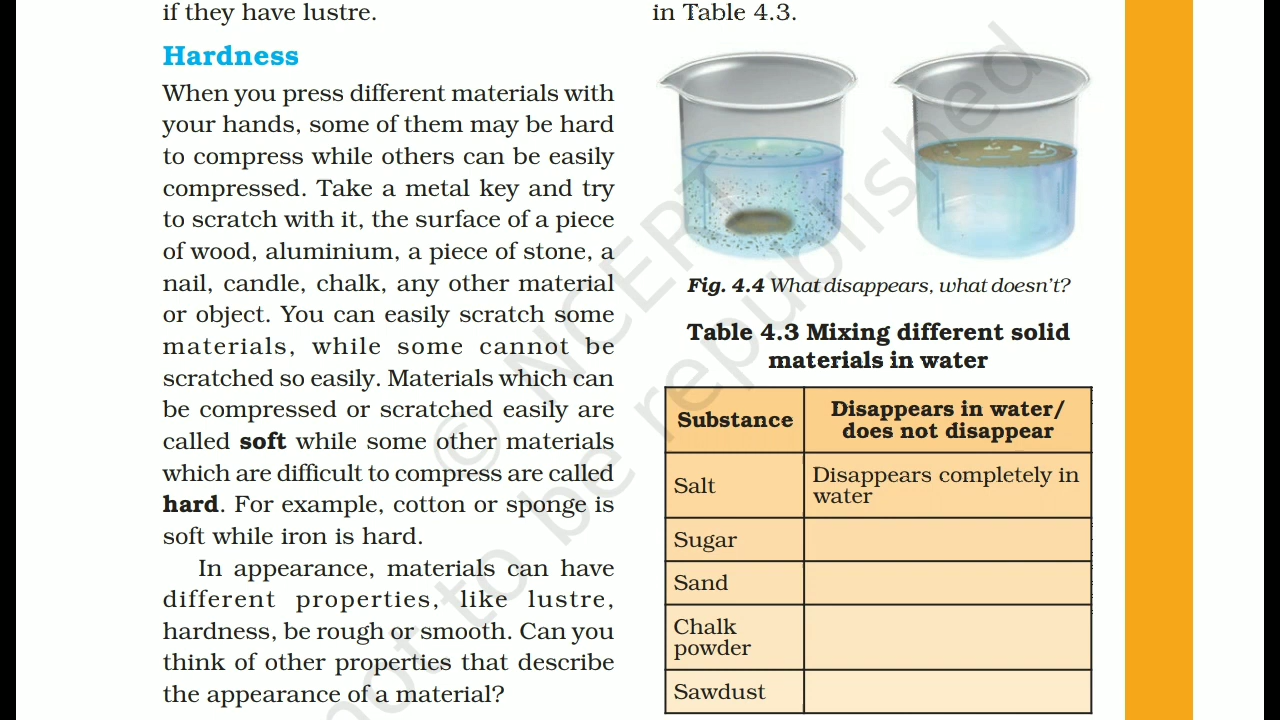 if they have lustre.
Hardness
When you press different materials with
your hands, some of them may be hard
to compress while others can be easily
compressed. Take a metal key and try
to scratch with it, the surface of a piece
of wood, aluminium, a piece of stone, a
nail, candle, chalk, any other material
or object. You can easily scratch some
materials, while some cannot be
scratched so easily. Materials which can
be compressed or scratched easily are
called soft while some other materials
which are difficult to compress are called
hard. For example, cotton or sponge is
soft while iron is hard.
In appearance, materials can have
different properties, like lustre,
hardness, be rough or smooth. Can you
think of other properties that describe
the appearance of a material?
in Table 4.3.
Fig. 4.4 What disappears, what doesn't?
Table 4.3 Mixing different solid
materials in water
Substance
Disappears in water/
does not disappear
Salt
Disappears completely in
water
Sugar
Sand
Chalk
powder
Sawdust
© NCERT
not to be republished